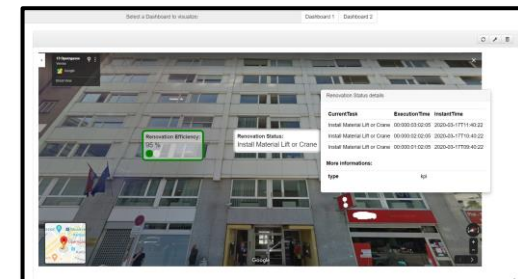 Select a Dashboard to visualize:
Dashboard 1 Dashboard 2
Google
Renovation Efficiency:
95 %
Renovation Status:
Install Material Lift or Crane
Renovation Status details
CurrentTask ExecutionTime InstantTime
Install Material Lift or Crane 00:000:03:02:05 2020-03-17T11:40:22
Install Material Lift or Crane 00:000:02:02:05 2020-03-17T10:40:22
Install Material Lift or Crane 00:000:01:02:05 2020-03-17T09:40:22
More informations:
type kpi
Google